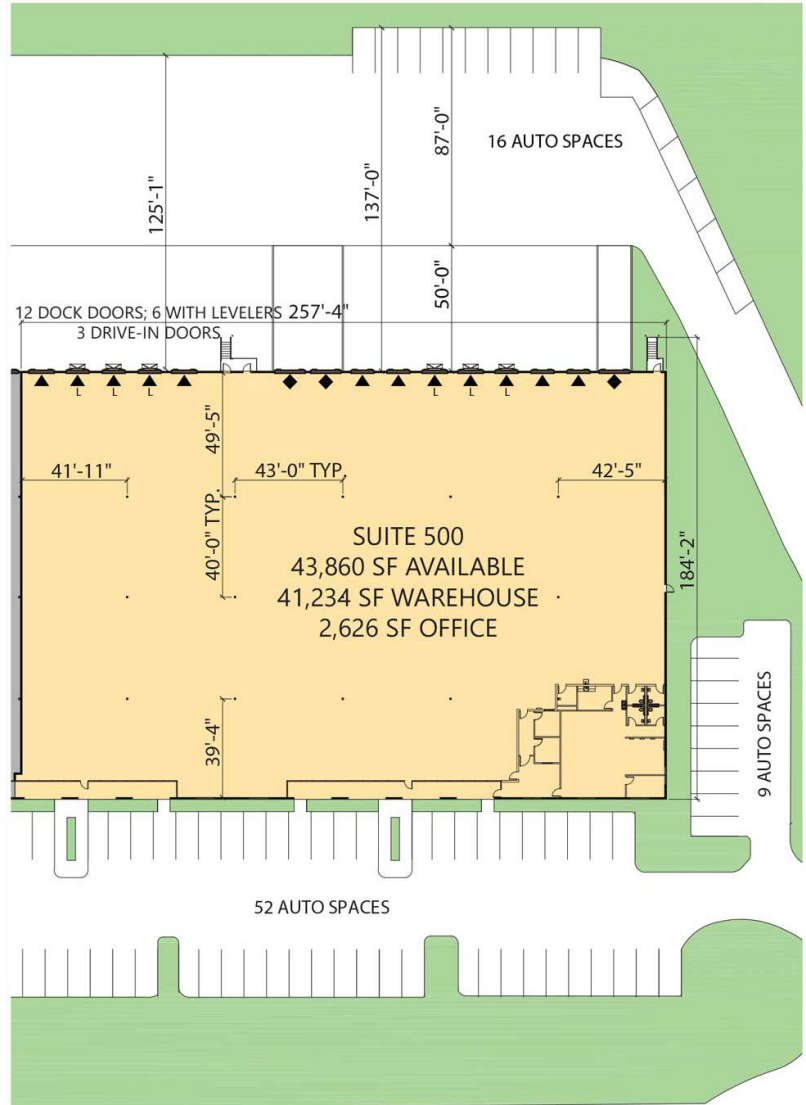 125'-1"
137'-0"
87'-0"
16 AUTO SPACES
50'-0"
12 DOCK DOORS; 6 WITH LEVELERS 257'-4"
3 DRIVE-IN DOORS
L L L L L L
49'-5"
41'-11"
43'-0" TYP.
42'-5"
40'-0" TYP.
SUITE 500
43,860 SF AVAILABLE
41,234 SF WAREHOUSE
2,626 SF OFFICE
184'-2"
39'-4"
9 AUTO SPACES
52 AUTO SPACES